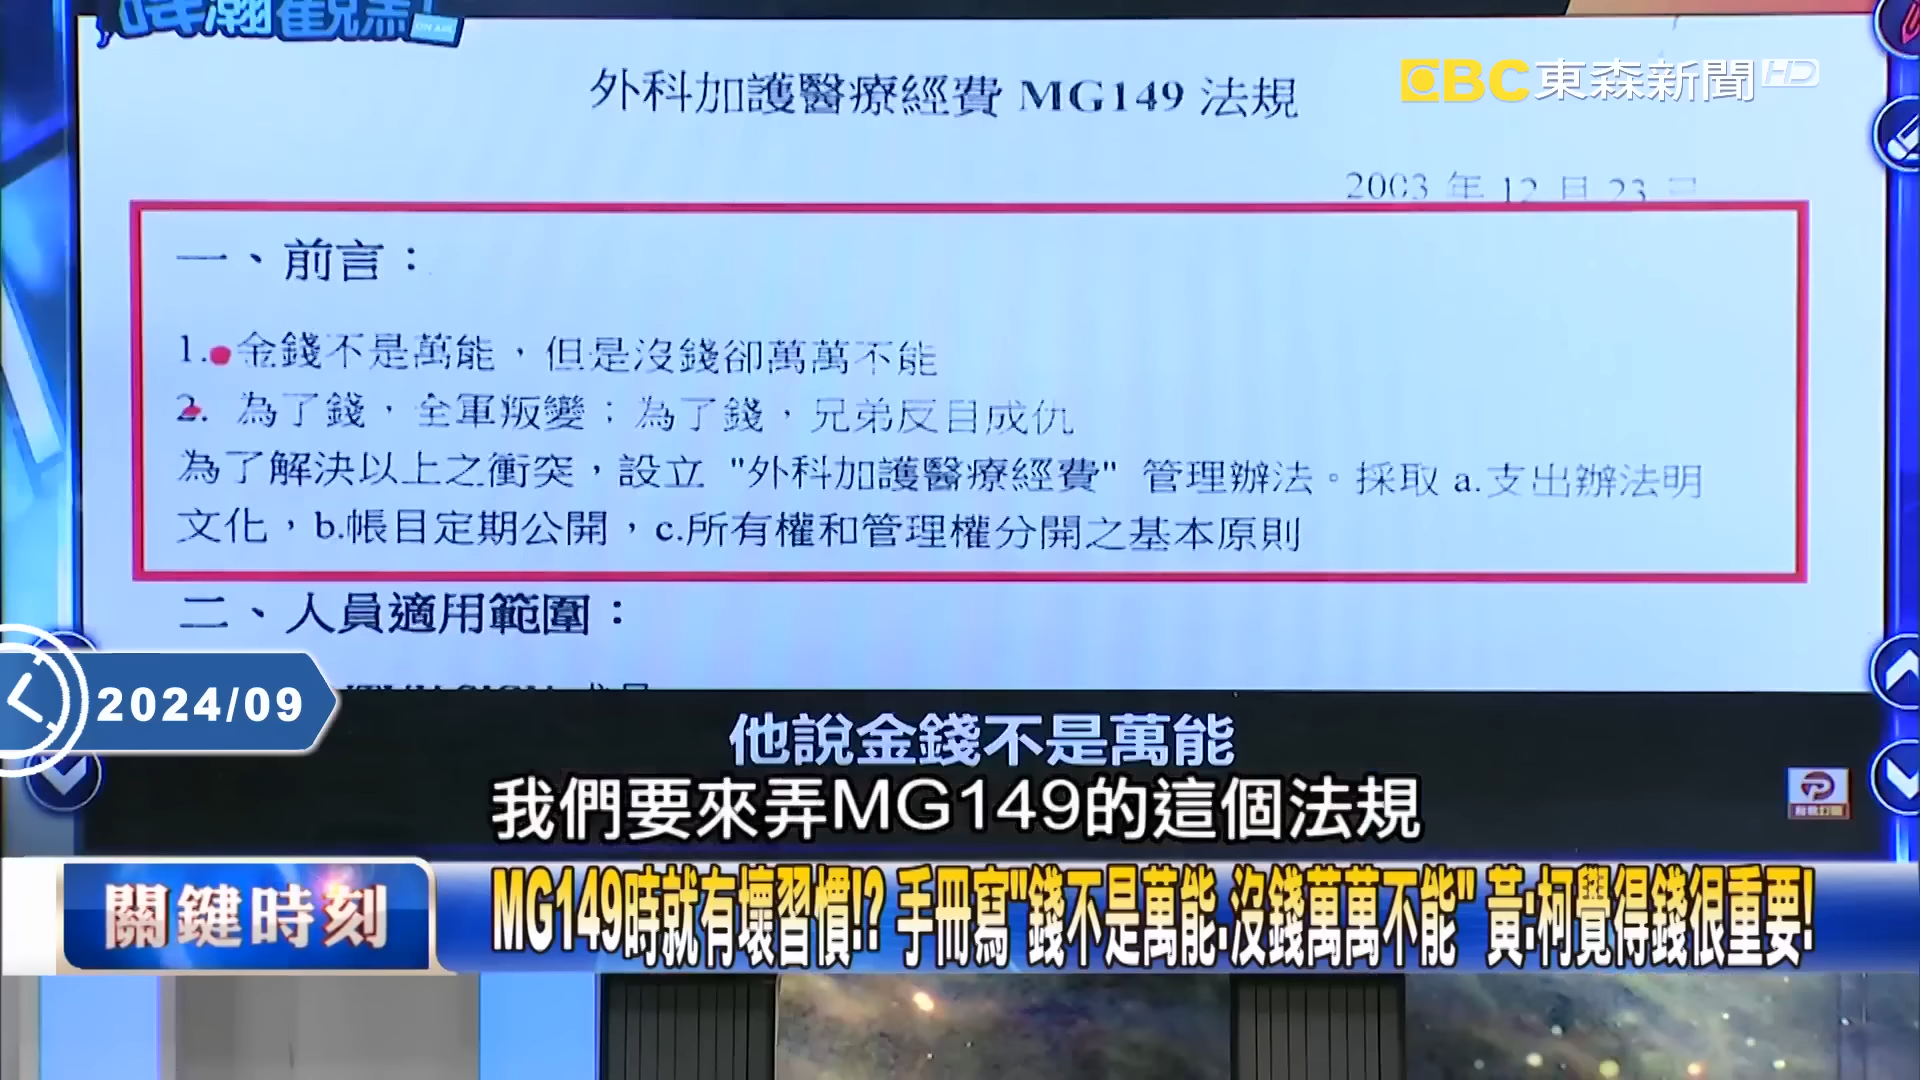 時瀚觀點
ON AIR
EBC 東森新聞 HD
外科加護醫療經費 MG149 法規
2003 年 12 月 23 日
一、前言：
1. 金錢不是萬能，但是沒錢卻萬萬不能
2. 為了錢，全軍叛變；為了錢，兄弟反目成仇
為了解決以上之衝突，設立 "外科加護醫療經費" 管理辦法。採取 a.支出辦法明
文化，b.帳目定期公開，c.所有權和管理權分開之基本原則
二、人員適用範圍：
2024/09
他說金錢不是萬能
我們要來弄MG149的這個法規
關鍵時刻
MG149時就有壞習慣!? 手冊寫"錢不是萬能.沒錢萬萬不能" 黃:柯覺得錢很重要!